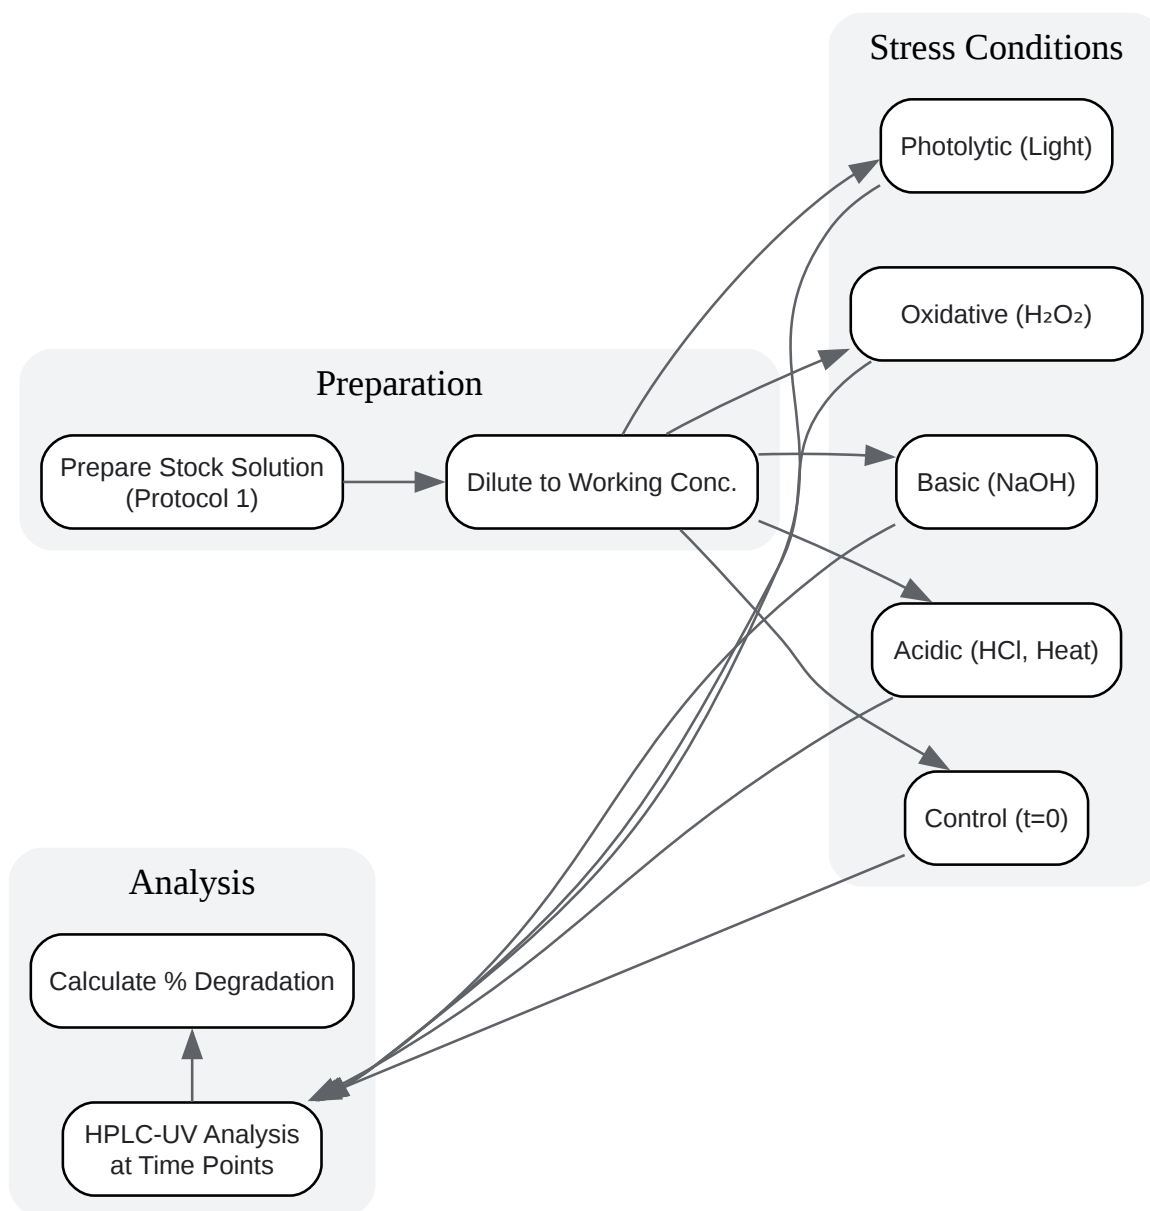 Stress Conditions
Photolytic (Light)
Oxidative (H₂O₂)
Preparation
Prepare Stock Solution
(Protocol 1)
Dilute to Working Conc.
Basic (NaOH)
Acidic (HCl, Heat)
Control (t=0)
Analysis
Calculate % Degradation
HPLC-UV Analysis
at Time Points